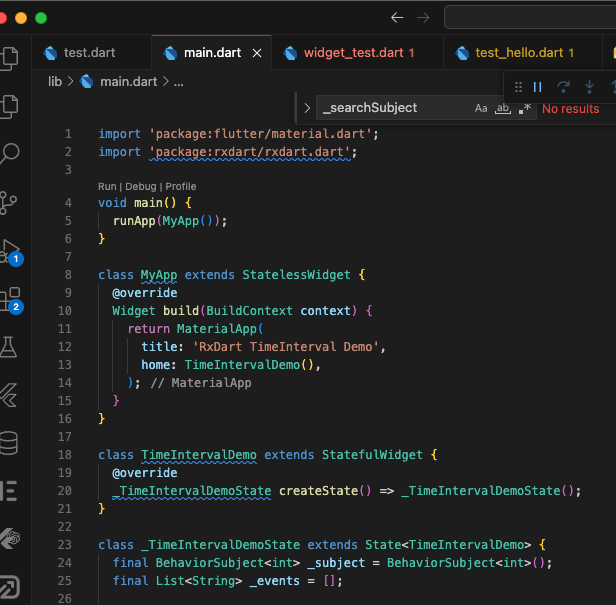 test.dart
main.dart
widget_test.dart 1
test_hello.dart 1
lib > main.dart > ...
_searchSubject Aa ab .*
No results
1 import 'package:flutter/material.dart';
2 import 'package:rxdart/rxdart.dart';
3
Run | Debug | Profile
4 void main() {
5 runApp(MyApp());
6 }
7
8 class MyApp extends StatelessWidget {
9 @override
10 Widget build(BuildContext context) {
11 return MaterialApp(
12 title: 'RxDart TimeInterval Demo',
13 home: TimeIntervalDemo(),
14 ); // MaterialApp
15 }
16 }
17
18 class TimeIntervalDemo extends StatefulWidget {
19 @override
20 _TimeIntervalDemoState createState() => _TimeIntervalDemoState();
21 }
22
23 class _TimeIntervalDemoState extends State<TimeIntervalDemo> {
24 final BehaviorSubject<int> _subject = BehaviorSubject<int>();
25 final List<String> _events = [];
26
1
2